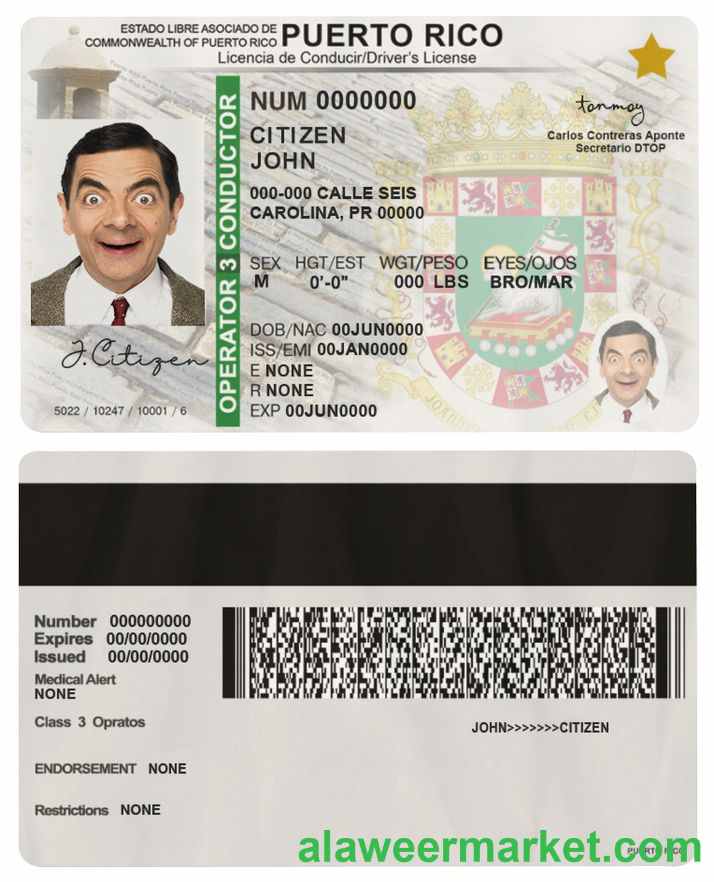 ESTADO LIBRE ASOCIADO DE
COMMONWEALTH OF PUERTO RICO
PUERTO RICO
Licencia de Conducir/Driver's License
OPERATOR 3 CONDUCTOR
NUM 0000000
CITIZEN
JOHN
000-000 CALLE SEIS
CAROLINA, PR 00000
tonmoy
Carlos Contreras Aponte
Secretario DTOP
SEX HGT/EST WGT/PESO EYES/OJOS
M 0'-0" 000 LBS BRO/MAR
DOB/NAC 00JUN0000
ISS/EMI 00JAN0000
E NONE
R NONE
EXP 00JUN0000
J.Citizen
5022 / 10247 / 10001 / 6
Number 000000000
Expires 00/00/0000
Issued 00/00/0000
Medical Alert
NONE
Class 3 Opratos
JOHN>>>>>>>CITIZEN
ENDORSEMENT NONE
Restrictions NONE
PUERTO RICO
alaweermarket.com